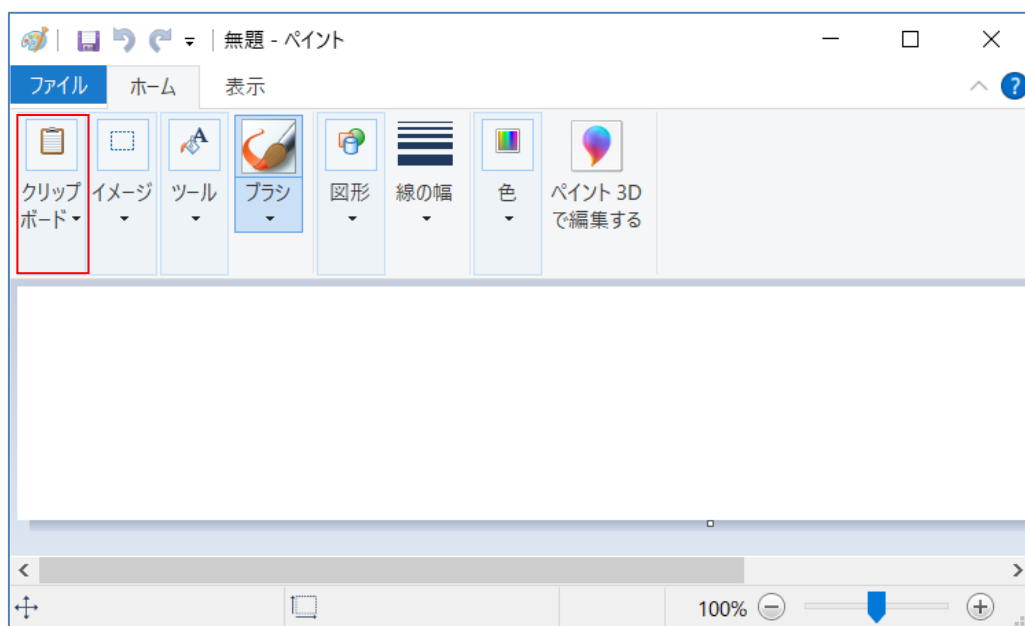 無題 - ペイント
ファイル ホーム 表示
?
クリップ
ボード
イメージ
ツール
A
ブラシ
図形
線の幅
色
ペイント 3D
で編集する
100%